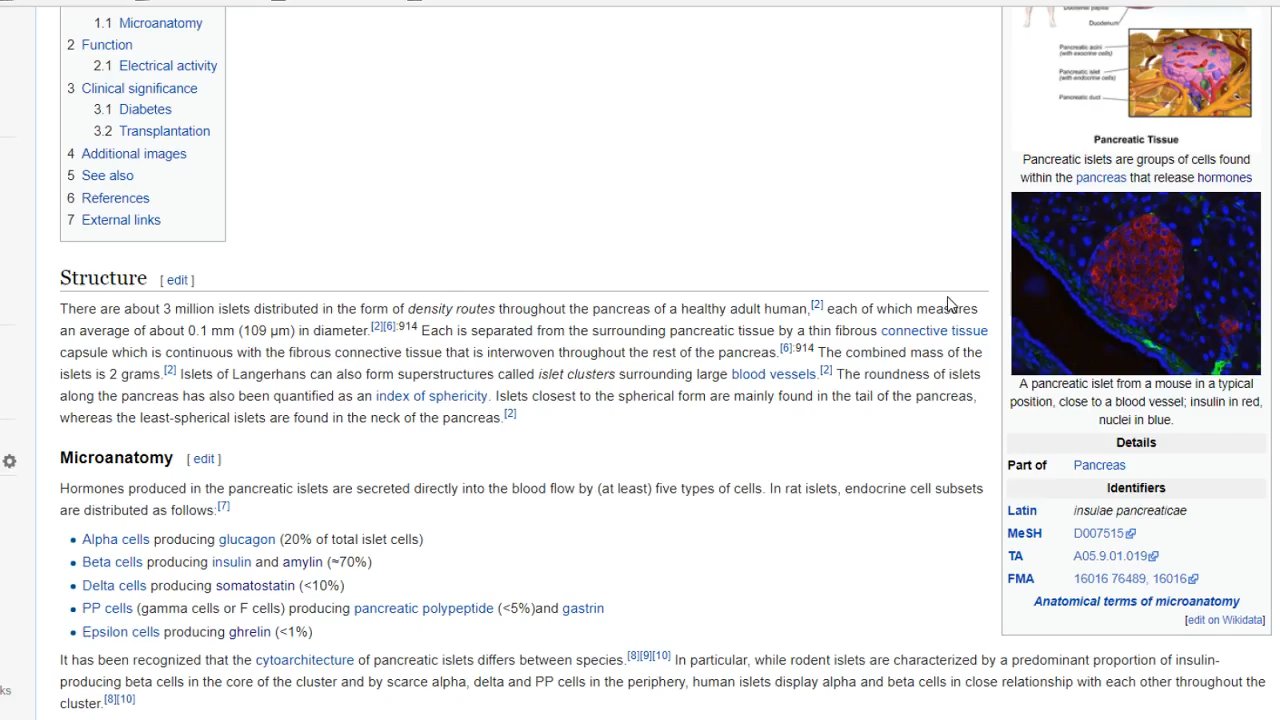 1.1 Microanatomy
2 Function
2.1 Electrical activity
3 Clinical significance
3.1 Diabetes
3.2 Transplantation
4 Additional images
5 See also
6 References
7 External links
Structure [ edit ]
There are about 3 million islets distributed in the form of density routes throughout the pancreas of a healthy adult human,[2] each of which measures
an average of about 0.1 mm (109 µm) in diameter.[2][6]:914 Each is separated from the surrounding pancreatic tissue by a thin fibrous connective tissue
capsule which is continuous with the fibrous connective tissue that is interwoven throughout the rest of the pancreas.[6]:914 The combined mass of the
islets is 2 grams.[2] Islets of Langerhans can also form superstructures called islet clusters surrounding large blood vessels.[2] The roundness of islets
along the pancreas has also been quantified as an index of sphericity. Islets closest to the spherical form are mainly found in the tail of the pancreas,
whereas the least-spherical islets are found in the neck of the pancreas.[2]
Microanatomy [ edit ]
Hormones produced in the pancreatic islets are secreted directly into the blood flow by (at least) five types of cells. In rat islets, endocrine cell subsets
are distributed as follows:[7]
• Alpha cells producing glucagon (20% of total islet cells)
• Beta cells producing insulin and amylin (≈70%)
• Delta cells producing somatostatin (<10%)
• PP cells (gamma cells or F cells) producing pancreatic polypeptide (<5%)and gastrin
• Epsilon cells producing ghrelin (<1%)
It has been recognized that the cytoarchitecture of pancreatic islets differs between species.[8][9][10] In particular, while rodent islets are characterized by a predominant proportion of insulin-
producing beta cells in the core of the cluster and by scarce alpha, delta and PP cells in the periphery, human islets display alpha and beta cells in close relationship with each other throughout the
cluster.[8][10]
Duodenum
Pancreatic acini
(with exocrine cells)
Pancreatic islet
(with endocrine cells)
Pancreatic duct
Pancreatic Tissue
Pancreatic islets are groups of cells found
within the pancreas that release hormones
A pancreatic islet from a mouse in a typical
position, close to a blood vessel; insulin in red,
nuclei in blue.
Details
Part of Pancreas
Identifiers
Latin insulae pancreaticae
MeSH D007515
TA A05.9.01.019
FMA 16016 76489, 16016
Anatomical terms of microanatomy
[edit on Wikidata]
ks